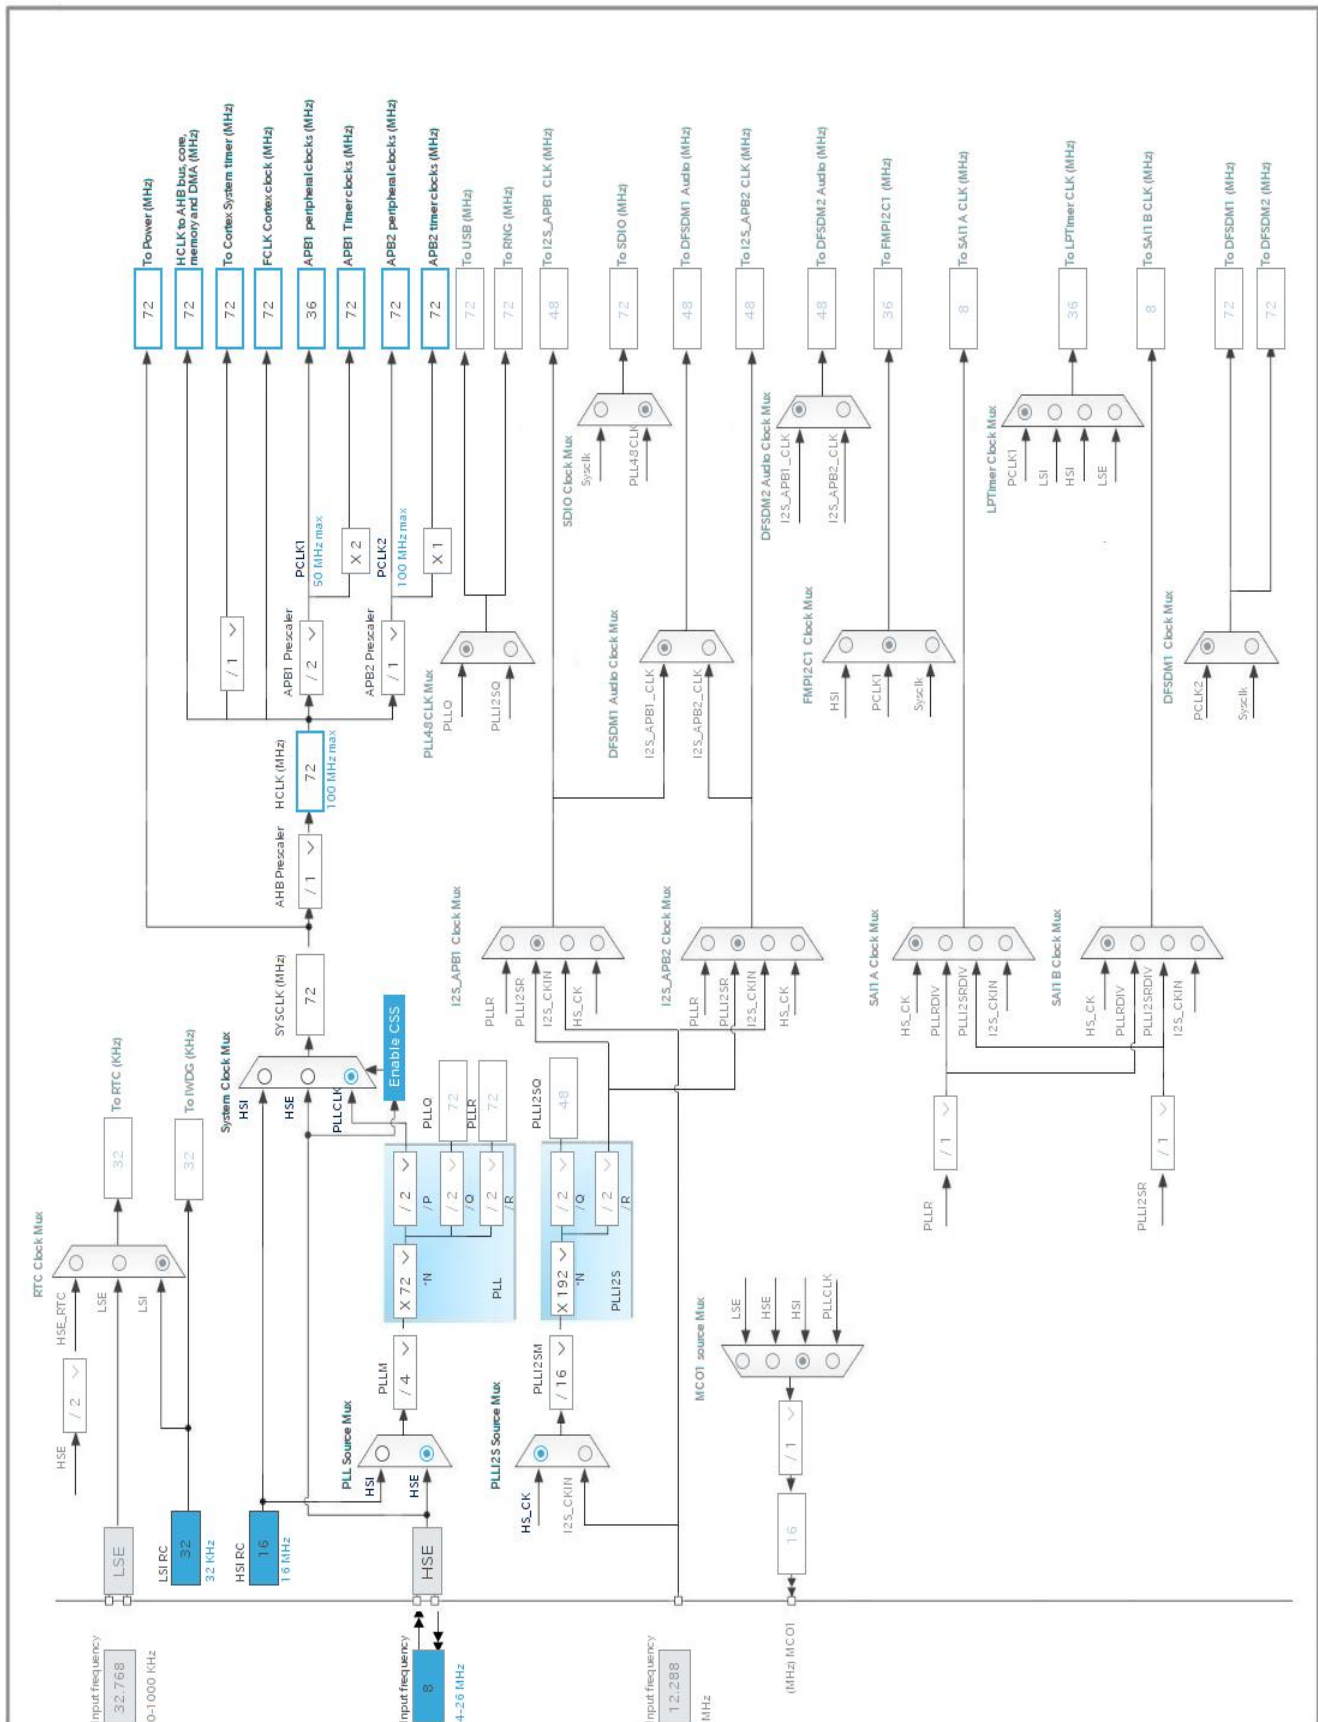 Input frequency
32.768
0-1000 KHz
LSE
HSE
/ 2
HSE_RTC
LSE
LSI
RTC Clock Mux
32
To RTC (KHz)
LSI RC
32
32 KHz
32
To IWDG (KHz)
HSI RC
16
16 MHz
Input frequency
8
4-26 MHz
HSE
PLL Source Mux
HSI
HSE
PLLM
/ 4
X 72
*N
/ 2
/P
/ 2
/Q
/ 2
/R
PLL
PLLQ
72
PLLR
72
System Clock Mux
HSI
HSE
PLLCLK
Enable CSS
SYSCLK (MHz)
72
AHB Prescaler
/ 1
HCLK (MHz)
72
100 MHz max
/ 1
APB1 Prescaler
/ 2
PCLK1
50 MHz max
X 2
APB2 Prescaler
/ 1
PCLK2
100 MHz max
X 1
72
To Power (MHz)
72
HCLK to AHB bus, core,
memory and DMA (MHz)
72
To Cortex System timer (MHz)
72
FCLK Cortex clock (MHz)
36
APB1 peripheral clocks (MHz)
72
APB1 Timer clocks (MHz)
72
APB2 peripheral clocks (MHz)
72
APB2 timer clocks (MHz)
PLL48CLK Mux
PLLQ
PLLI2SQ
72
To USB (MHz)
72
To RNG (MHz)
PLLI2S Source Mux
HS_CK
I2S_CKIN
PLLI2SM
/ 16
X 192
*N
/ 2
/Q
/ 2
/R
PLLI2S
PLLI2SQ
48
Input frequency
12.288
MHz
I2S_APB1 Clock Mux
PLLR
PLLI2SR
I2S_CKIN
HS_CK
48
To I2S_APB1 CLK (MHz)
SDIO Clock Mux
Sysclk
PLL48CLK
72
To SDIO (MHz)
DFSDM1 Audio Clock Mux
I2S_APB1_CLK
I2S_APB2_CLK
48
To DFSDM1 Audio (MHz)
I2S_APB2 Clock Mux
PLLR
PLLI2SR
I2S_CKIN
HS_CK
48
To I2S_APB2 CLK (MHz)
DFSDM2 Audio Clock Mux
I2S_APB1_CLK
I2S_APB2_CLK
48
To DFSDM2 Audio (MHz)
FMPI2C1 Clock Mux
HSI
PCLK1
Sysclk
36
To FMPI2C1 (MHz)
MCO1 source Mux
LSE
HSE
HSI
PLLCLK
/ 1
16
(MHz) MCO1
PLLR
/ 1
PLLI2SR
/ 1
SAI1 A Clock Mux
HS_CK
PLLRDIV
PLLI2SRDIV
I2S_CKIN
8
To SAI1 A CLK (MHz)
LPTimer Clock Mux
PCLK1
LSI
HSI
LSE
36
To LPTimer CLK (MHz)
SAI1 B Clock Mux
HS_CK
PLLRDIV
PLLI2SRDIV
I2S_CKIN
8
To SAI1 B CLK (MHz)
DFSDM1 Clock Mux
PCLK2
Sysclk
72
To DFSDM1 (MHz)
72
To DFSDM2 (MHz)